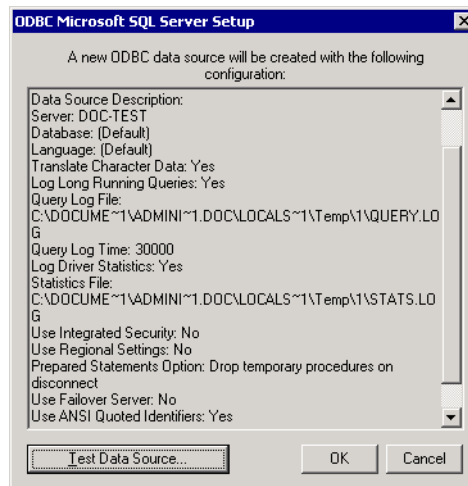 ODBC Microsoft SQL Server Setup
A new ODBC data source will be created with the following
configuration:
Data Source Description:
Server: DOC-TEST
Database: (Default)
Language: (Default)
Translate Character Data: Yes
Log Long Running Queries: Yes
Query Log File:
C:\DOCUME~1\ADMINI~1.DOC\LOCALS~1\Temp\1\QUERY.LO
G
Query Log Time: 30000
Log Driver Statistics: Yes
Statistics File:
C:\DOCUME~1\ADMINI~1.DOC\LOCALS~1\Temp\1\STATS.LO
G
Use Integrated Security: No
Use Regional Settings: No
Prepared Statements Option: Drop temporary procedures on
disconnect
Use Failover Server: No
Use ANSI Quoted Identifiers: Yes
Test Data Source... OK Cancel